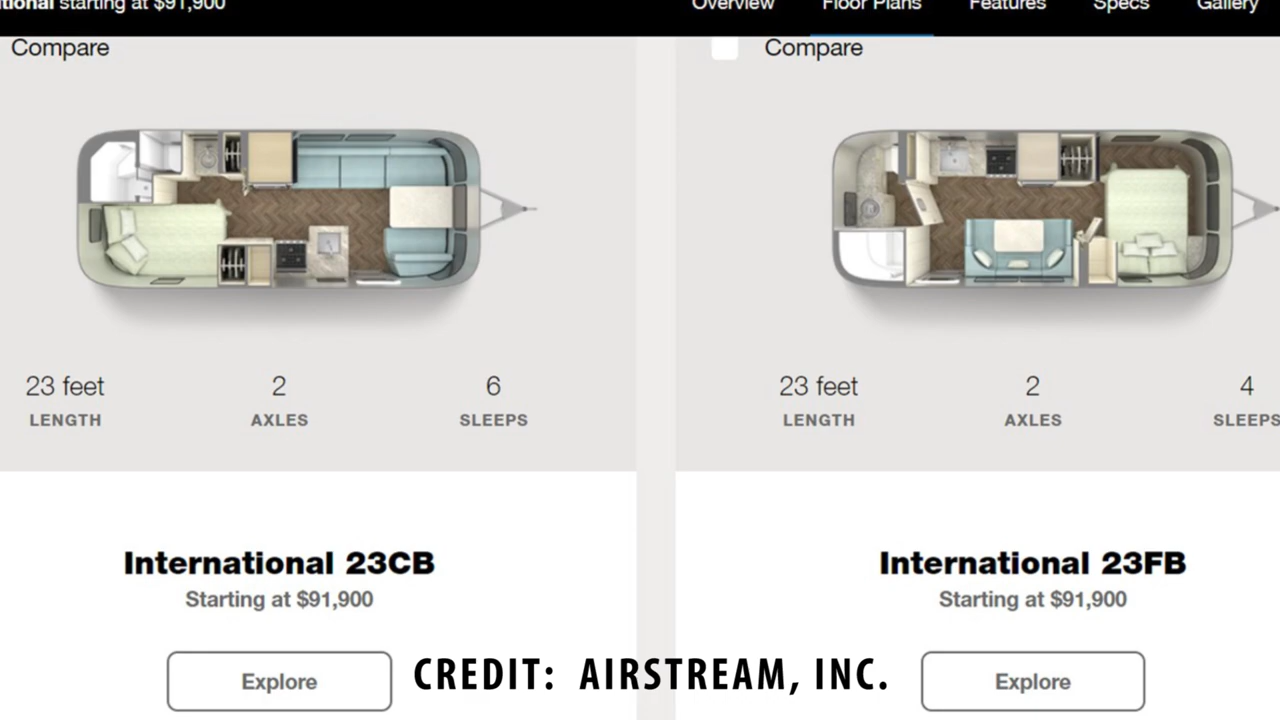 tional starting at $91,900
Overview Floor Plans Features Specs Gallery
Compare
Compare
23 feet 2 6
LENGTH AXLES SLEEPS
23 feet 2 4
LENGTH AXLES SLEEPS
International 23CB
Starting at $91,900
Explore
International 23FB
Starting at $91,900
Explore
CREDIT: AIRSTREAM, INC.